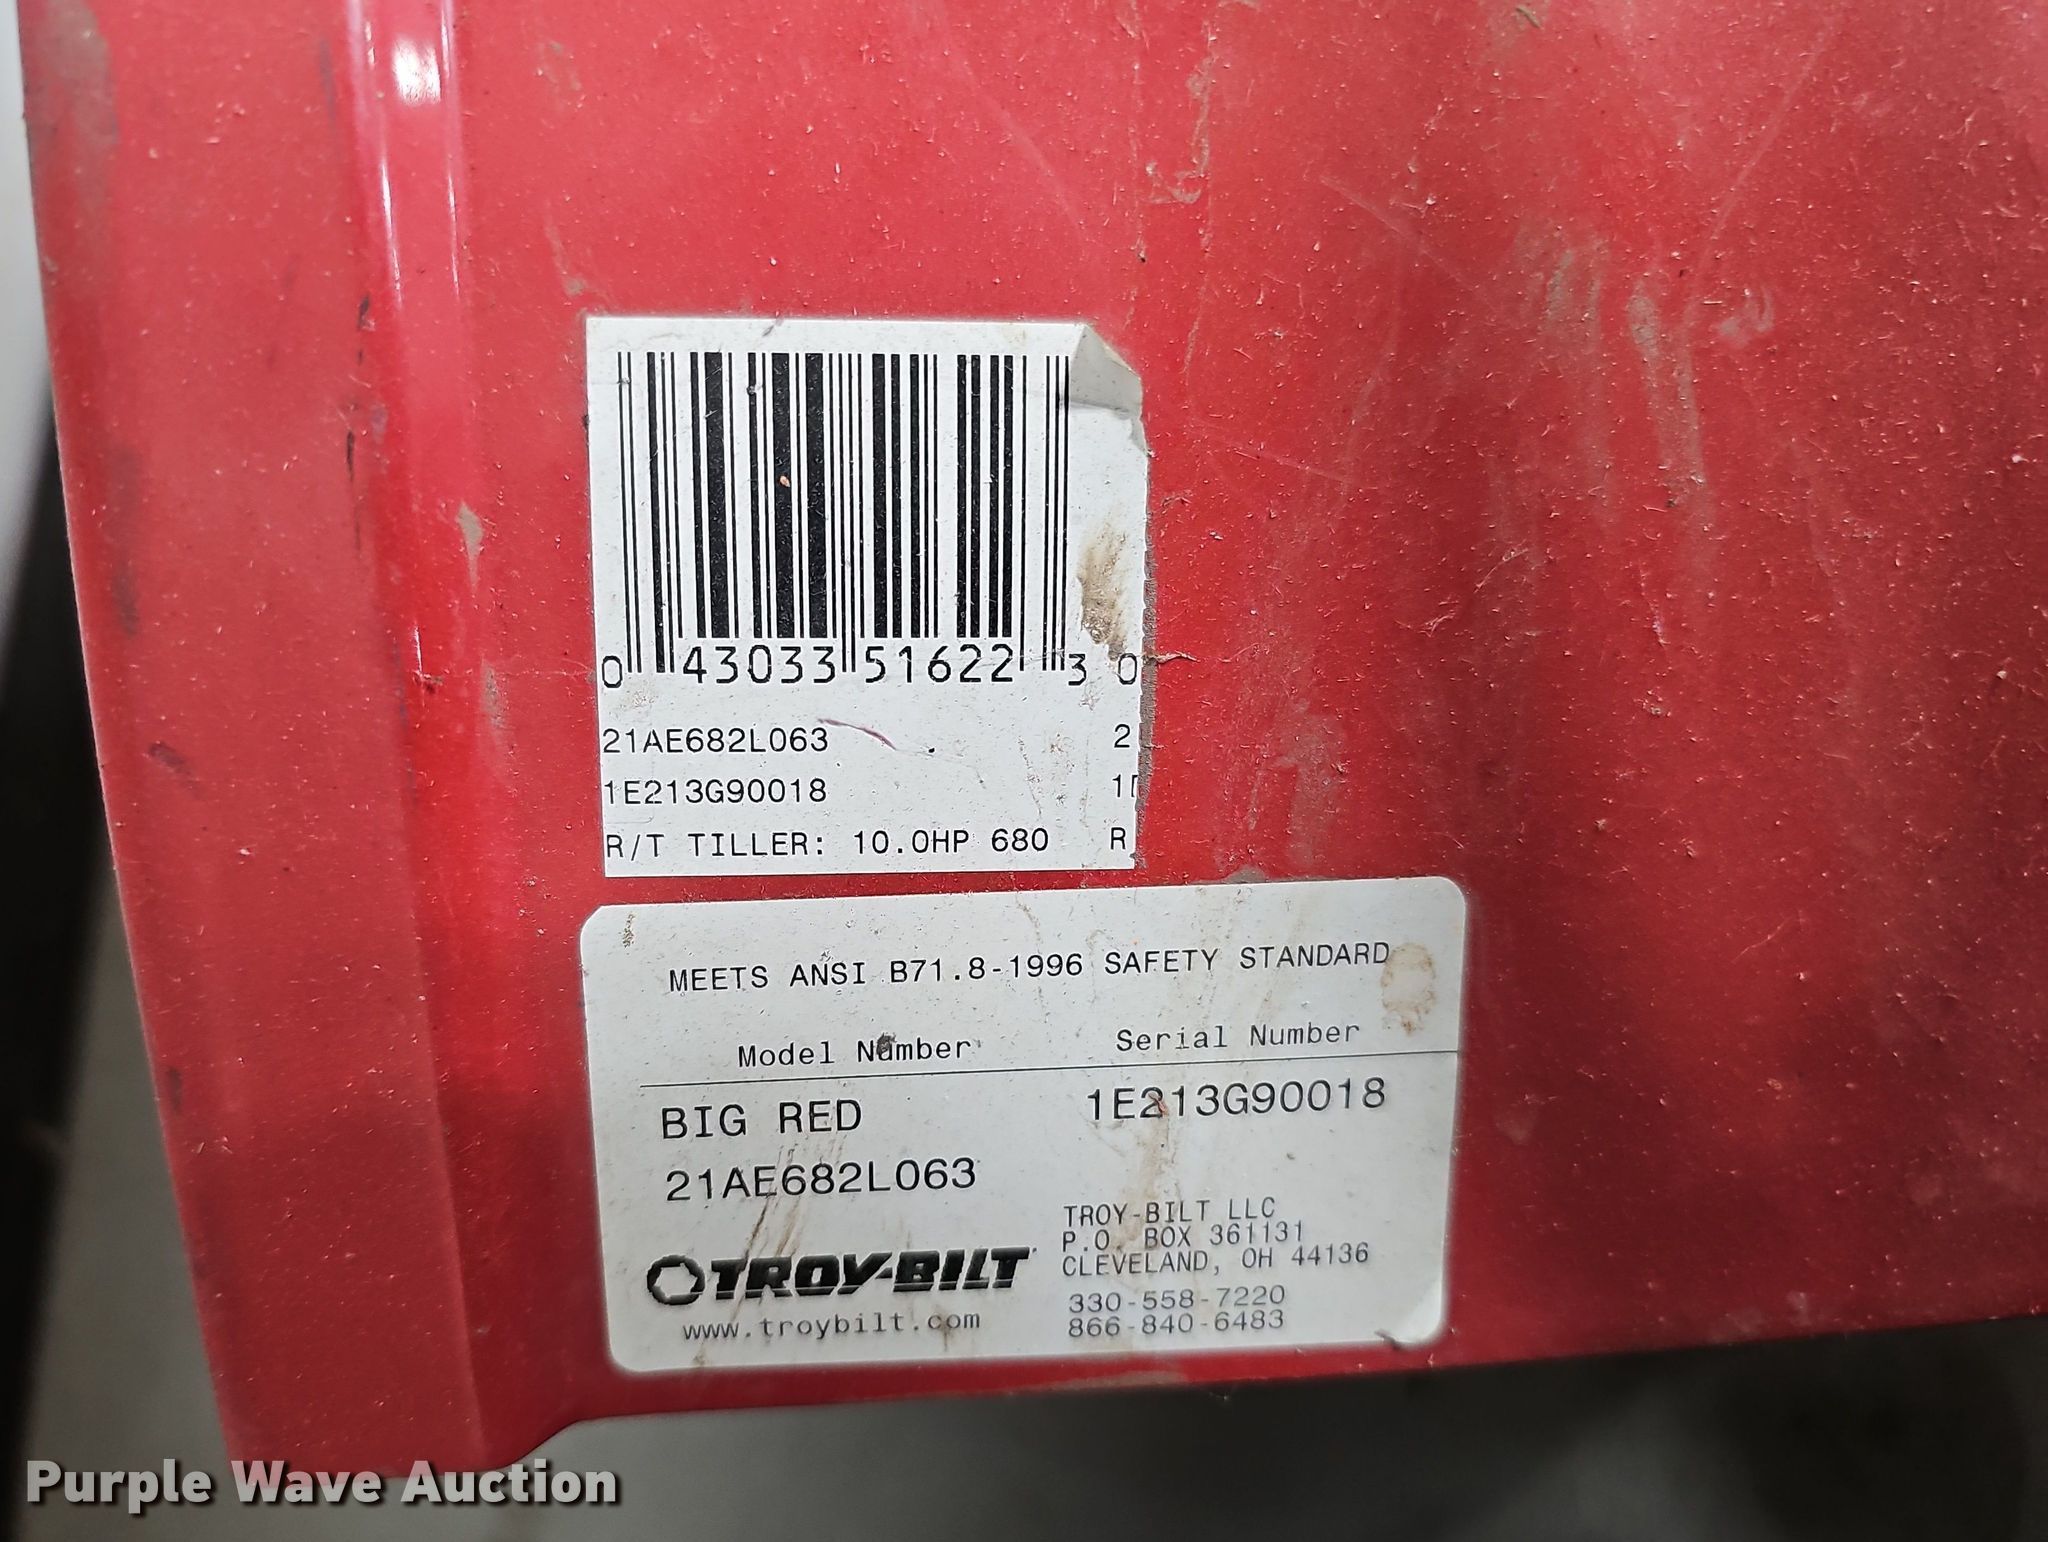 0 43033 51622 3 0
21AE682L063 2
1E213G90018
R/T TILLER: 10.0HP 680 R
MEETS ANSI B71.8-1996 SAFETY STANDARD
Model Number Serial Number
BIG RED 1E213G90018
21AE682L063
TROY-BILT LLC
P.O. BOX 361131
CLEVELAND, OH 44136
330-558-7220
866-840-6483
TROY-BILT
www.troybilt.com
Purple Wave Auction